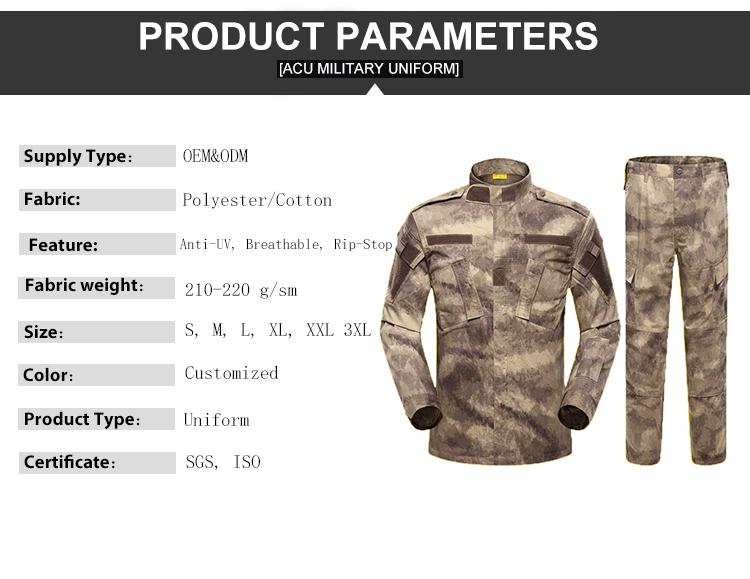 PRODUCT PARAMETERS
[ACU MILITARY UNIFORM]
Supply Type: OEM&ODM
Fabric: Polyester/Cotton
Feature: Anti-UV, Breathable, Rip-Stop
Fabric weight: 210-220 g/sm
Size: S, M, L, XL, XXL 3XL
Color: Customized
Product Type: Uniform
Certificate: SGS, ISO